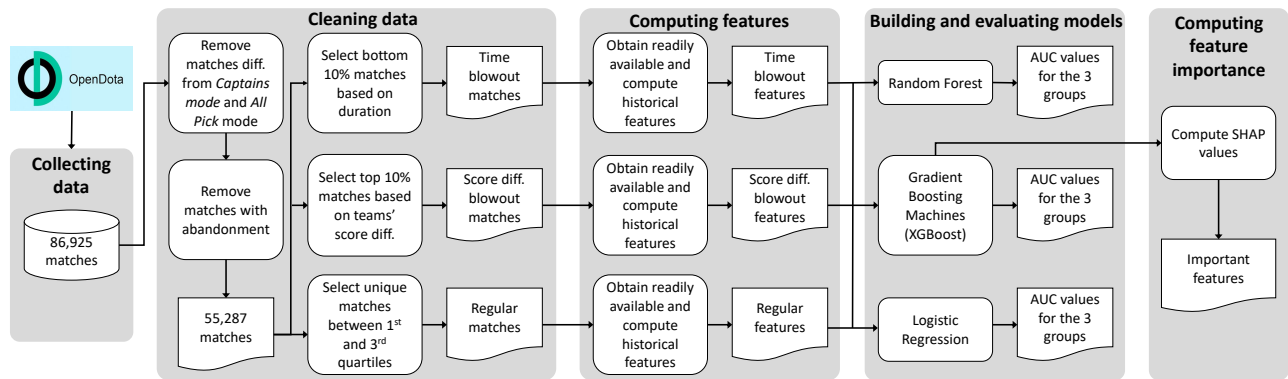 OpenDota
Collecting
data
86,925
matches
Cleaning data
Remove
matches diff.
from Captains
mode and All
Pick mode
Remove
matches with
abandonment
55,287
matches
Select bottom
10% matches
based on
duration
Time
blowout
matches
Select top 10%
matches based
on teams’
score diff.
Score diff.
blowout
matches
Select unique
matches
between 1st
and 3rd
quartiles
Regular
matches
Computing features
Obtain readily
available and
compute
historical
features
Time
blowout
features
Obtain readily
available and
compute
historical
features
Score diff.
blowout
features
Obtain readily
available and
compute
historical
features
Regular
features
Building and evaluating models
Random Forest
AUC values
for the 3
groups
Gradient
Boosting
Machines
(XGBoost)
AUC values
for the 3
groups
Logistic
Regression
AUC values
for the 3
groups
Computing
feature
importance
Compute SHAP
values
Important
features